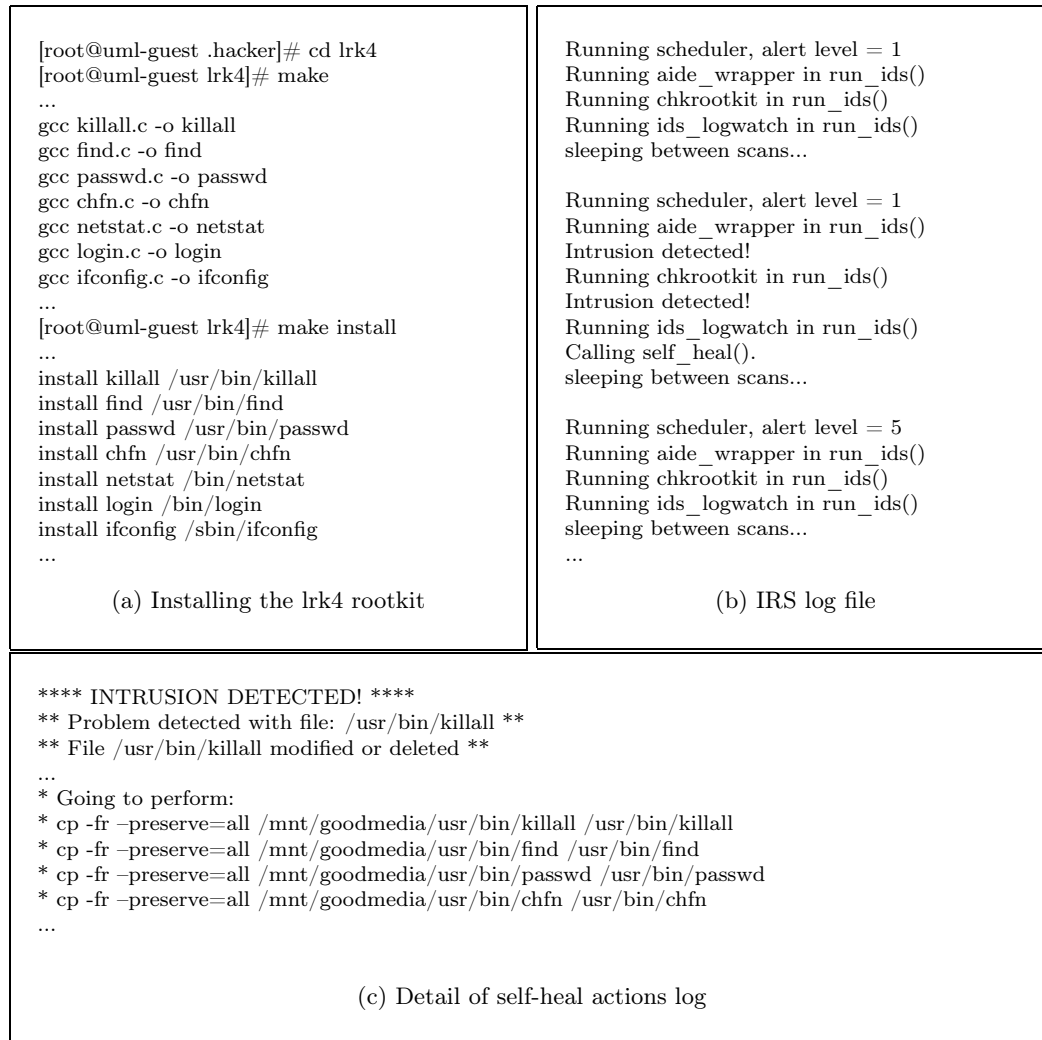 [root@uml-guest .hacker]# cd lrk4
[root@uml-guest lrk4]# make
...
gcc killall.c -o killall
gcc find.c -o find
gcc passwd.c -o passwd
gcc chfn.c -o chfn
gcc netstat.c -o netstat
gcc login.c -o login
gcc ifconfig.c -o ifconfig
...
[root@uml-guest lrk4]# make install
...
install killall /usr/bin/killall
install find /usr/bin/find
install passwd /usr/bin/passwd
install chfn /usr/bin/chfn
install netstat /bin/netstat
install login /bin/login
install ifconfig /sbin/ifconfig
...
(a) Installing the lrk4 rootkit
Running scheduler, alert level = 1
Running aide_wrapper in run_ids()
Running chkrootkit in run_ids()
Running ids_logwatch in run_ids()
sleeping between scans...
Running scheduler, alert level = 1
Running aide_wrapper in run_ids()
Intrusion detected!
Running chkrootkit in run_ids()
Intrusion detected!
Running ids_logwatch in run_ids()
Calling self_heal().
sleeping between scans...
Running scheduler, alert level = 5
Running aide_wrapper in run_ids()
Running chkrootkit in run_ids()
Running ids_logwatch in run_ids()
sleeping between scans...
...
(b) IRS log file
**** INTRUSION DETECTED! ****
** Problem detected with file: /usr/bin/killall **
** File /usr/bin/killall modified or deleted **
...
* Going to perform:
* cp -fr –preserve=all /mnt/goodmedia/usr/bin/killall /usr/bin/killall
* cp -fr –preserve=all /mnt/goodmedia/usr/bin/find /usr/bin/find
* cp -fr –preserve=all /mnt/goodmedia/usr/bin/passwd /usr/bin/passwd
* cp -fr –preserve=all /mnt/goodmedia/usr/bin/chfn /usr/bin/chfn
...
(c) Detail of self-heal actions log